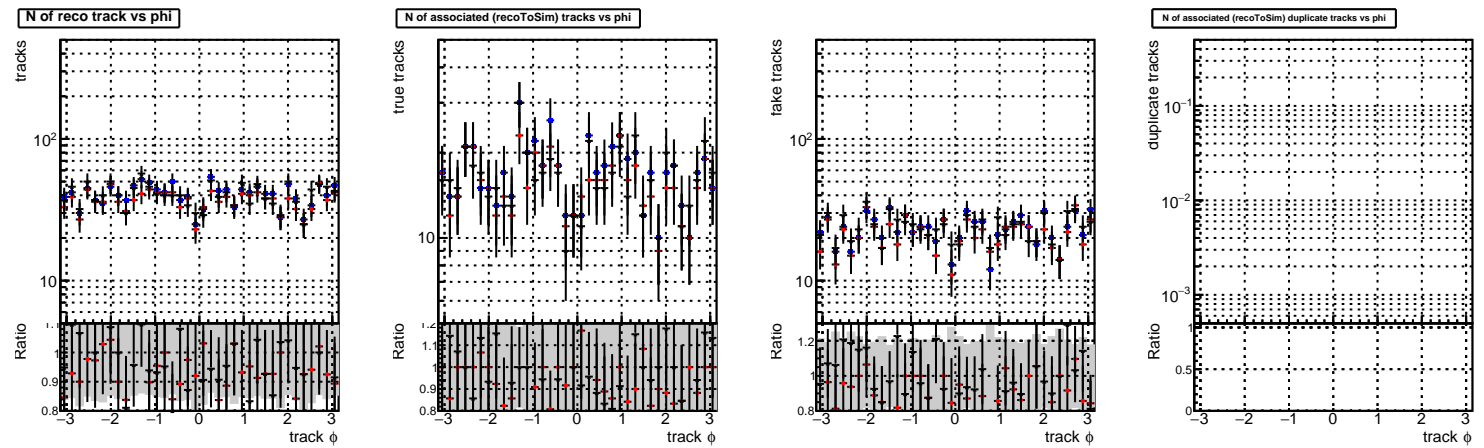 N of reco track vs phi
tracks
10²
10
Ratio
1.1
1
0.9
0.8
−3 −2 −1 0 1 2 3
track ϕ
N of associated (recoToSim) tracks vs phi
true tracks
10
Ratio
1.2
1.1
1
0.9
0.8
−3 −2 −1 0 1 2 3
track ϕ
fake tracks
10²
10
Ratio
1.2
1
0.8
−3 −2 −1 0 1 2 3
track ϕ
N of associated (recoToSim) duplicate tracks vs phi
duplicate tracks
10⁻¹
10⁻²
10⁻³
Ratio
1
0.5
0
−3 −2 −1 0 1 2 3
track ϕ